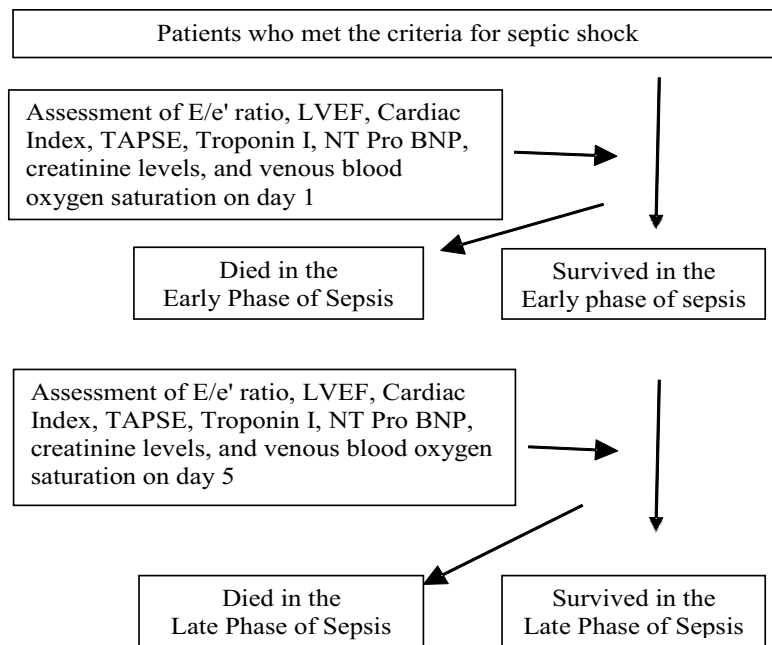 Patients who met the criteria for septic shock
Assessment of E/e' ratio, LVEF, Cardiac
Index, TAPSE, Troponin I, NT Pro BNP,
creatinine levels, and venous blood
oxygen saturation on day 1
Died in the
Early Phase of Sepsis
Survived in the
Early phase of sepsis
Assessment of E/e' ratio, LVEF, Cardiac
Index, TAPSE, Troponin I, NT Pro BNP,
creatinine levels, and venous blood oxygen
saturation on day 5
Died in the
Late Phase of Sepsis
Survived in the
Late Phase of Sepsis